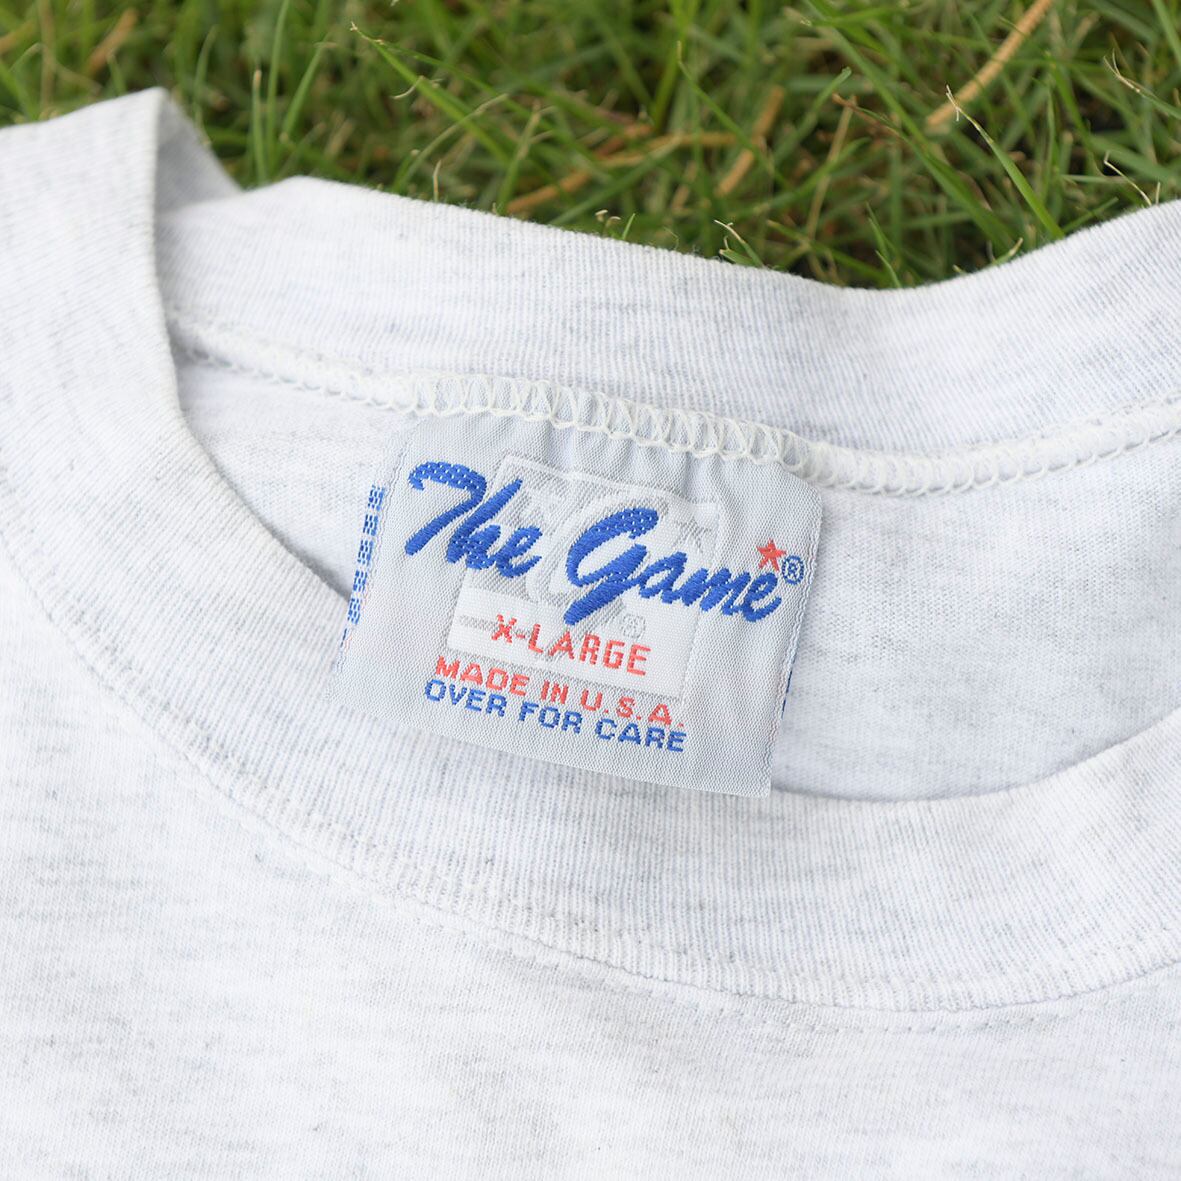 The Game®
X-LARGE
MADE IN U.S.A.
OVER FOR CARE